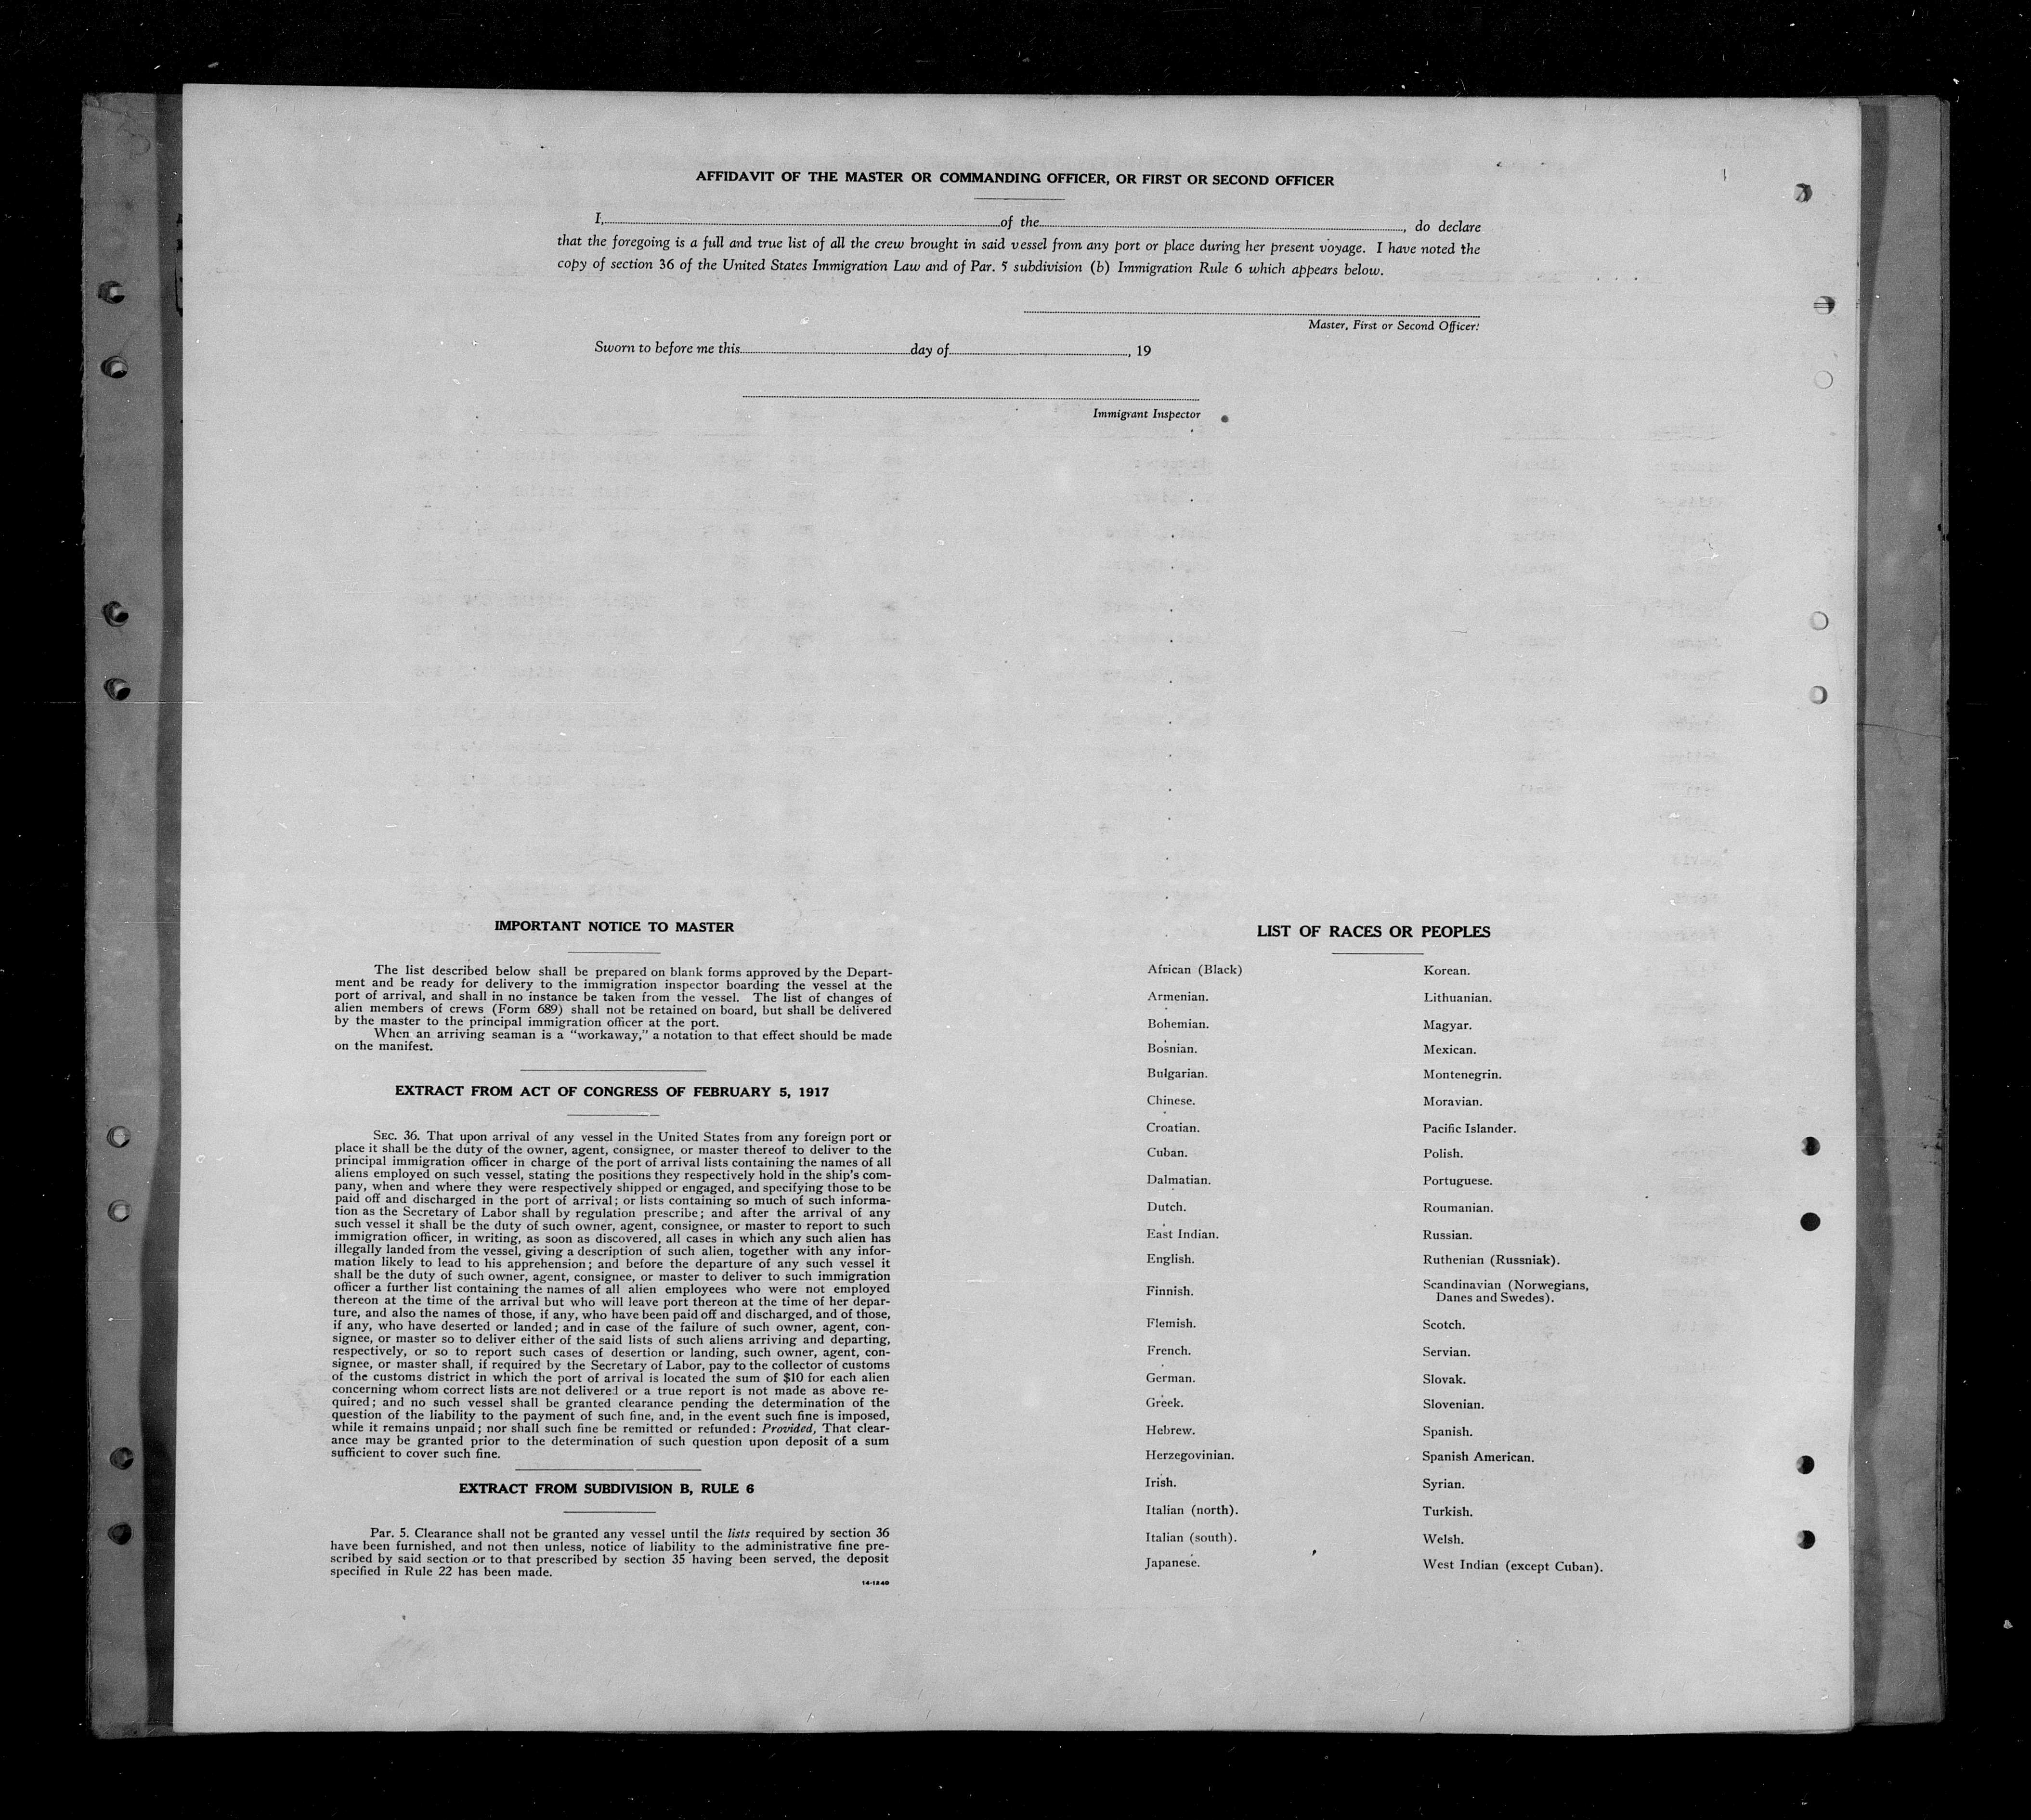 AFFIDAVIT OF THE MASTER OR COMMANDING OFFICER, OR FIRST OR SECOND OFFICER
I, of the , do declare
that the foregoing is a full and true list of all the crew brought in said vessel from any port or place during her present voyage. I have noted the
copy of section 36 of the United States Immigration Law and of Par. 5 subdivision (b) Immigration Rule 6 which appears below.
Master, First or Second Officer.
Sworn to before me this day of , 19
Immigrant Inspector
IMPORTANT NOTICE TO MASTER
The list described below shall be prepared on blank forms approved by the Depart-
ment and be ready for delivery to the immigration inspector boarding the vessel at the
port of arrival, and shall in no instance be taken from the vessel. The list of changes of
alien members of crews (Form 689) shall not be retained on board, but shall be delivered
by the master to the principal immigration officer at the port.
When an arriving seaman is a "workaway," a notation to that effect should be made
on the manifest.
EXTRACT FROM ACT OF CONGRESS OF FEBRUARY 5, 1917
SEC. 36. That upon arrival of any vessel in the United States from any foreign port or
place it shall be the duty of the owner, agent, consignee, or master thereof to deliver to the
principal immigration officer in charge of the port of arrival lists containing the names of all
aliens employed on such vessel, stating the positions they respectively hold in the ship's com-
pany, when and where they were respectively shipped or engaged, and specifying those to be
paid off and discharged in the port of arrival; or lists containing so much of such informa-
tion as the Secretary of Labor shall by regulation prescribe; and after the arrival of any
such vessel it shall be the duty of such owner, agent, consignee, or master to report to such
immigration officer, in writing, as soon as discovered, all cases in which any such alien has
illegally landed from the vessel, giving a description of such alien, together with any infor-
mation likely to lead to his apprehension; and before the departure of any such vessel it
shall be the duty of such owner, agent, consignee, or master to deliver to such immigration
officer a further list containing the names of all alien employees who were not employed
thereon at the time of the arrival but who will leave port thereon at the time of her depar-
ture, and also the names of those, if any, who have been paid off and discharged, and of those,
if any, who have deserted or landed; and in case of the failure of such owner, agent, con-
signee, or master so to deliver either of the said lists of such aliens arriving and departing,
respectively, or so to report such cases of desertion or landing, such owner, agent, con-
signee, or master shall, if required by the Secretary of Labor, pay to the collector of customs
of the customs district in which the port of arrival is located the sum of $10 for each alien
concerning whom correct lists are not delivered or a true report is not made as above re-
quired; and no such vessel shall be granted clearance pending the determination of the
question of the liability to the payment of such fine, and, in the event such fine is imposed,
while it remains unpaid; nor shall such fine be remitted or refunded: Provided, That clear-
ance may be granted prior to the determination of such question upon deposit of a sum
sufficient to cover such fine.
EXTRACT FROM SUBDIVISION B, RULE 6
Par. 5. Clearance shall not be granted any vessel until the lists required by section 36
have been furnished, and not then unless, notice of liability to the administrative fine pre-
scribed by said section or to that prescribed by section 35 having been served, the deposit
specified in Rule 22 has been made.
14-1240
LIST OF RACES OR PEOPLES
African (Black)
Armenian.
Bohemian.
Bosnian.
Bulgarian.
Chinese.
Croatian.
Cuban.
Dalmatian.
Dutch.
East Indian.
English.
Finnish.
Flemish.
French.
German.
Greek.
Hebrew.
Herzegovinian.
Irish.
Italian (north).
Italian (south).
Japanese.
Korean.
Lithuanian.
Magyar.
Mexican.
Montenegrin.
Moravian.
Pacific Islander.
Polish.
Portuguese.
Roumanian.
Russian.
Ruthenian (Russniak).
Scandinavian (Norwegians,
Danes and Swedes).
Scotch.
Servian.
Slovak.
Slovenian.
Spanish.
Spanish American.
Syrian.
Turkish.
Welsh.
West Indian (except Cuban).